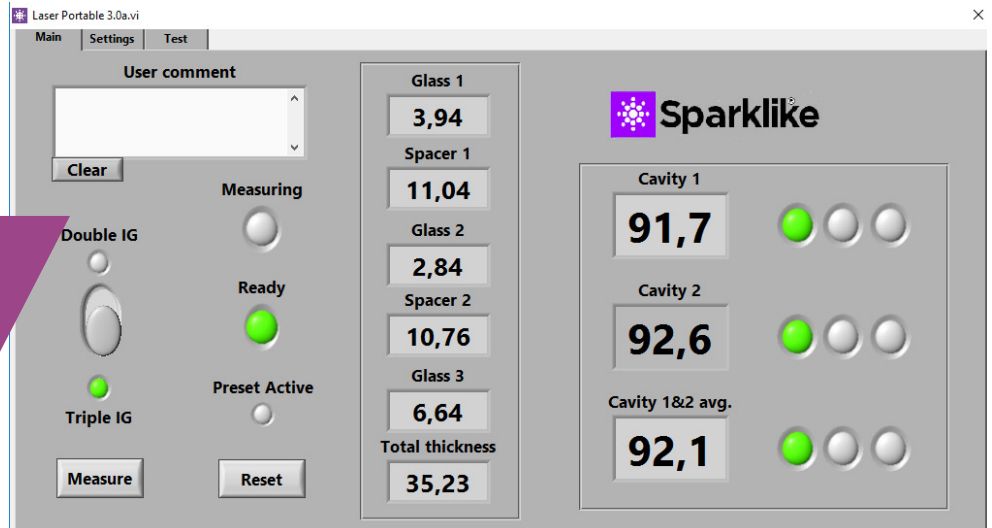 Laser Portable 3.0a.vi
Main Settings Test
User comment
Clear
Measuring
Double IG
Ready
Preset Active
Triple IG
Measure
Reset
Glass 1
3,94
Spacer 1
11,04
Glass 2
2,84
Spacer 2
10,76
Glass 3
6,64
Total thickness
35,23
Sparklike
Cavity 1
91,7
Cavity 2
92,6
Cavity 1&2 avg.
92,1